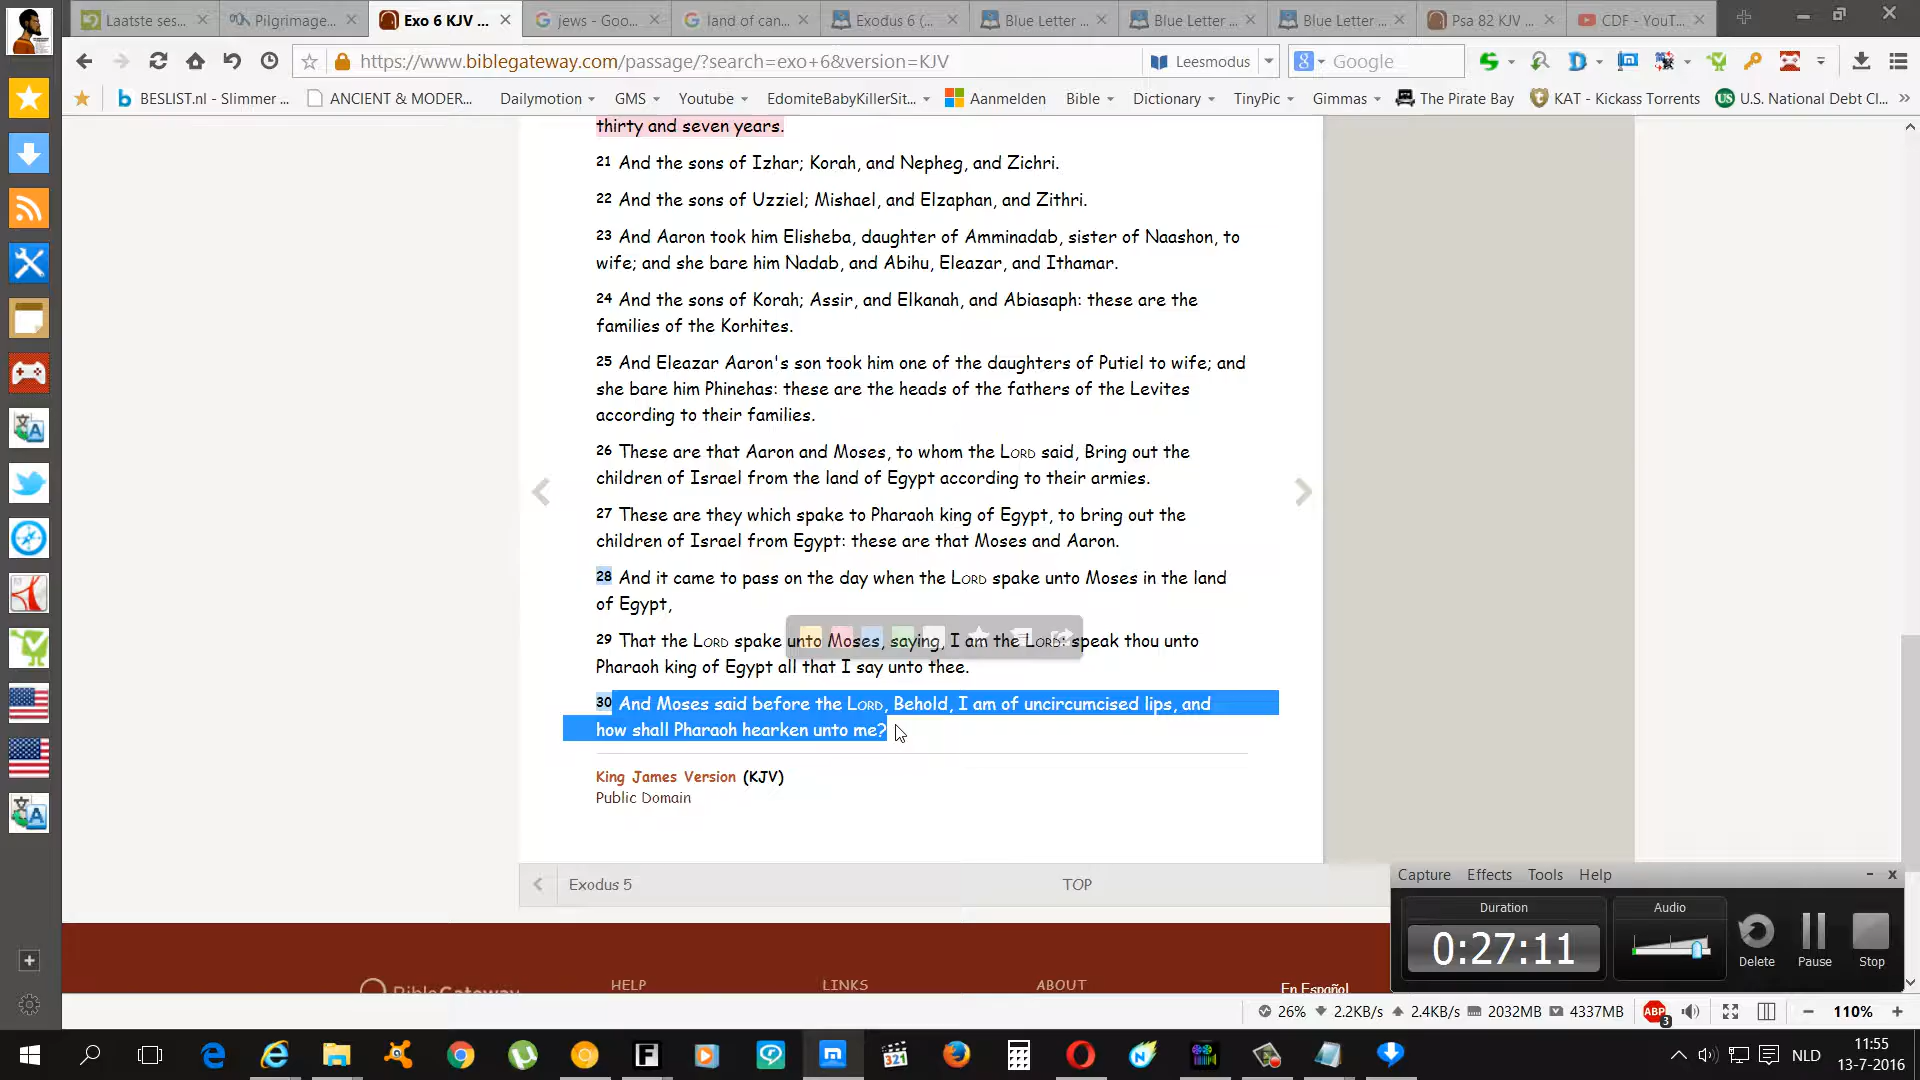 Laatste ses...
Pilgrimage...
Exo 6 KJV ...
jews - Goo...
land of can...
Exodus 6 (...
Blue Letter ...
Blue Letter ...
Blue Letter ...
Psa 82 KJV ...
CDF - YouT...
https://www.biblegateway.com/passage/?search=exo+6&version=KJV
Leesmodus
Google
BESLIST.nl - Slimmer ...
ANCIENT & MODER...
Dailymotion
GMS
Youtube
EdomiteBabyKillerSit...
Aanmelden
Bible
Dictionary
TinyPic
Gimmas
The Pirate Bay
KAT - Kickass Torrents
U.S. National Debt Cl...
thirty and seven years.
21 And the sons of Izhar; Korah, and Nepheg, and Zichri.
22 And the sons of Uzziel; Mishael, and Elzaphan, and Zithri.
23 And Aaron took him Elisheba, daughter of Amminadab, sister of Naashon, to
wife; and she bare him Nadab, and Abihu, Eleazar, and Ithamar.
24 And the sons of Korah; Assir, and Elkanah, and Abiasaph: these are the
families of the Korhites.
25 And Eleazar Aaron's son took him one of the daughters of Putiel to wife; and
she bare him Phinehas: these are the heads of the fathers of the Levites
according to their families.
26 These are that Aaron and Moses, to whom the LORD said, Bring out the
children of Israel from the land of Egypt according to their armies.
27 These are they which spake to Pharaoh king of Egypt, to bring out the
children of Israel from Egypt: these are that Moses and Aaron.
28 And it came to pass on the day when the LORD spake unto Moses in the land
of Egypt,
29 That the LORD spake unto Moses, saying, I am the LORD: speak thou unto
Pharaoh king of Egypt all that I say unto thee.
30 And Moses said before the LORD, Behold, I am of uncircumcised lips, and
how shall Pharaoh hearken unto me?
King James Version (KJV)
Public Domain
Exodus 5
TOP
BibleGateway
HELP
LINKS
ABOUT
En Español
Capture Effects Tools Help
Duration
Audio
0:27:11
Delete
Pause
Stop
26%
2.2KB/s
2.4KB/s
2032MB
4337MB
ABP
3
110%
321
NLD
11:55
13-7-2016